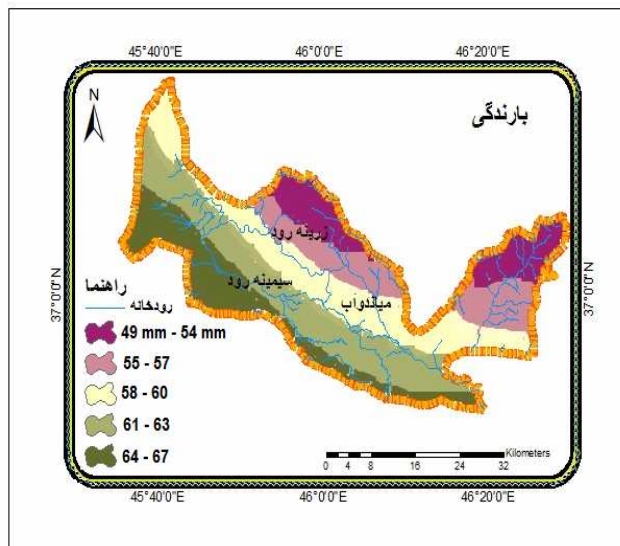 45°40'0"E 46°0'0"E 46°20'0"E
N
بارندگی
زرینه رود
سیمینه رود
میاندواب
37°0'0"N
37°0'0"N
راهنما
رودخانه
49 mm - 54 mm
55 - 57
58 - 60
61 - 63
64 - 67
Kilometers
0 4 8 16 24 32
45°40'0"E 46°0'0"E 46°20'0"E